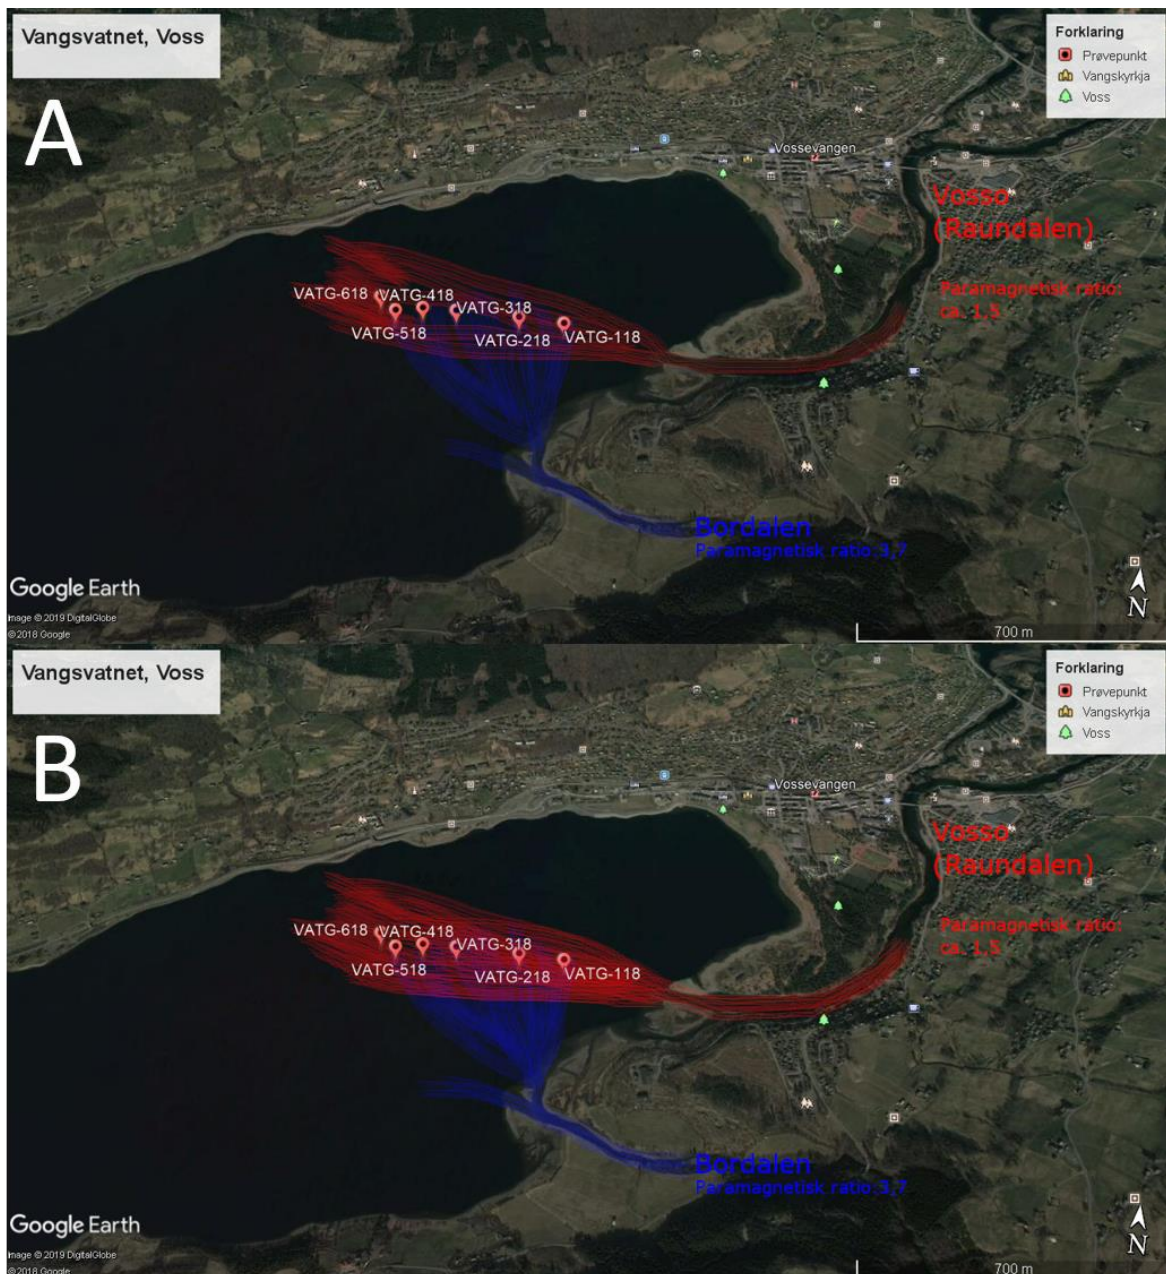 Vangsvatnet, Voss
Forklaring
Prøvepunkt
Vangskyrkja
Voss
A
Vossevangen
Vosso
(Raundalen)
Paramagnetisk ratio:
ca. 1,5
VATG-618
VATG-418
VATG-318
VATG-518
VATG-218
VATG-118
Bordalen
Paramagnetisk ratio:3,7
Google Earth
Image © 2019 DigitalGlobe
© 2018 Google
N
700 m
Vangsvatnet, Voss
Forklaring
Prøvepunkt
Vangskyrkja
Voss
B
Vossevangen
Vosso
(Raundalen)
Paramagnetisk ratio:
ca. 1,5
VATG-618
VATG-418
VATG-318
VATG-518
VATG-218
VATG-118
Bordalen
Paramagnetisk ratio:3,7
Google Earth
Image © 2019 DigitalGlobe
© 2018 Google
N
700 m